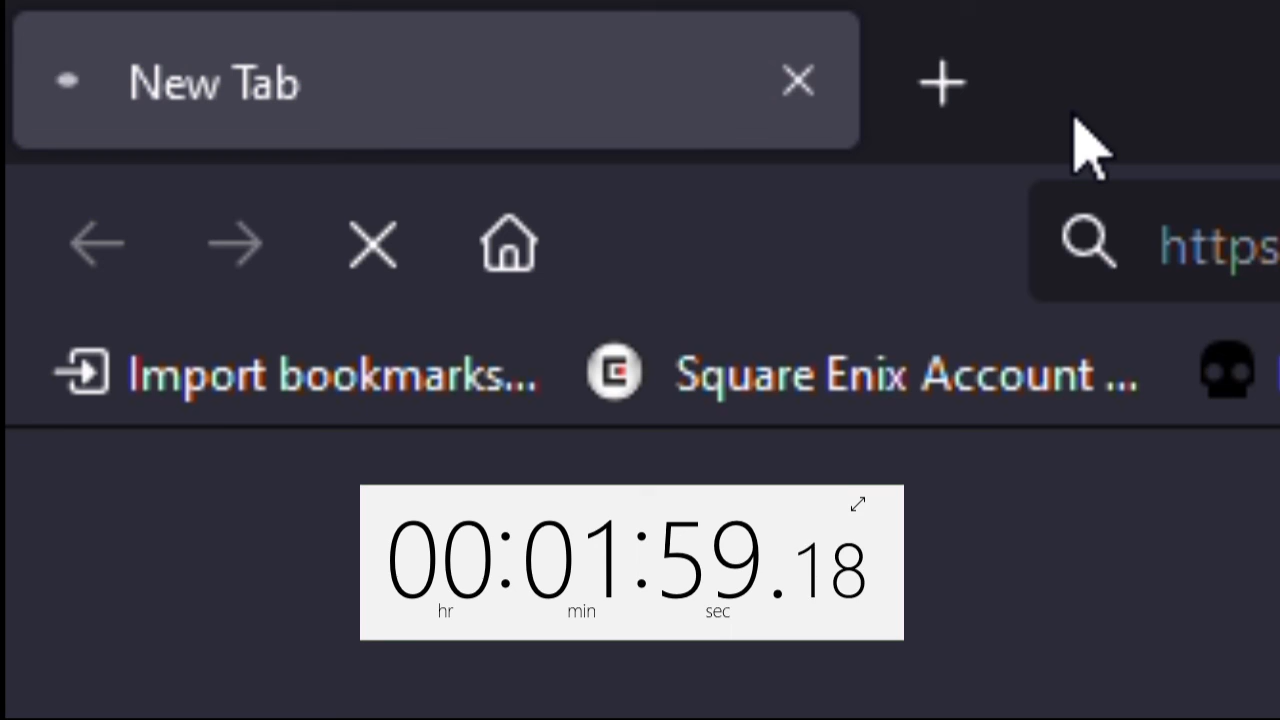 New Tab
https
Import bookmarks... Square Enix Account ...
00:01:59.18
hr min sec